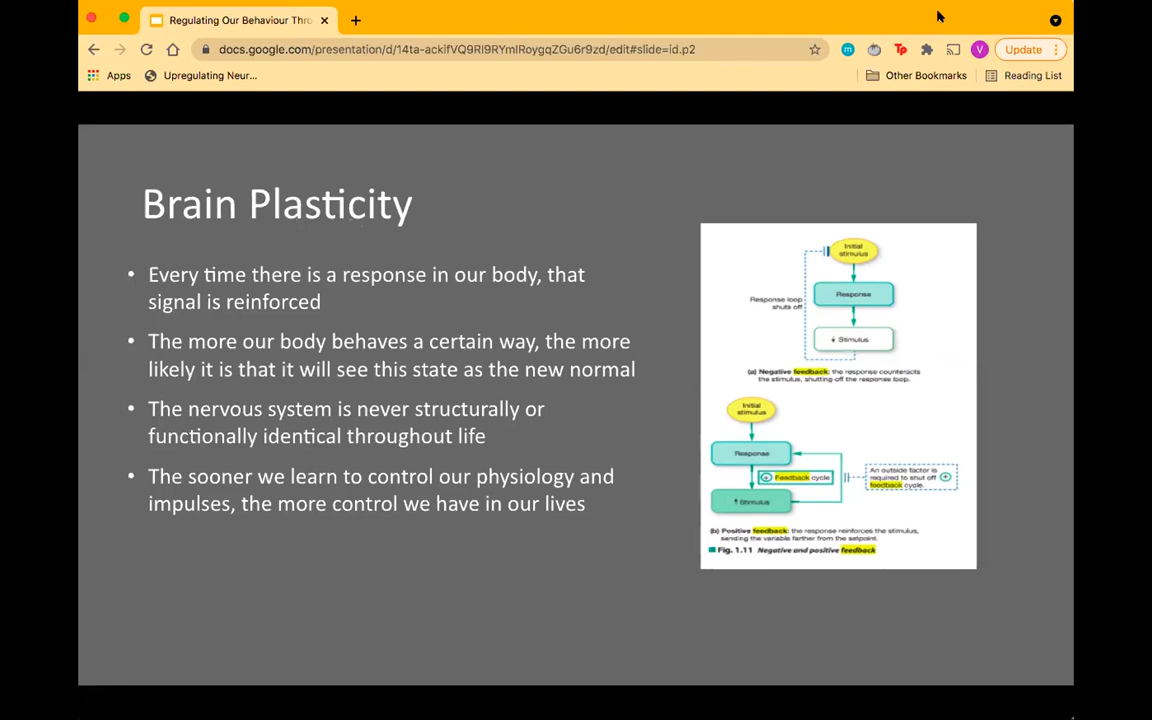 Regulating Our Behaviour Thro
docs.google.com/presentation/d/14ta-ackifVQ9RI9RYmIRoygqZGu6r9zd/edit#slide=id.p2
m
Tp
V
Update
Apps
Upregulating Neur...
Other Bookmarks
Reading List
Brain Plasticity
• Every time there is a response in our body, that
signal is reinforced
• The more our body behaves a certain way, the more
likely it is that it will see this state as the new normal
• The nervous system is never structurally or
functionally identical throughout life
• The sooner we learn to control our physiology and
impulses, the more control we have in our lives
Initial
stimulus
Response
Response loop
shuts off
↓ Stimulus
(a) Negative feedback: the response counteracts
the stimulus, shutting off the response loop.
Initial
stimulus
Response
+ Feedback cycle
An outside factor is
required to shut off
feedback cycle.
↑ Stimulus
(b) Positive feedback: the response reinforces the stimulus,
sending the variable farther from the setpoint.
Fig. 1.11 Negative and positive feedback